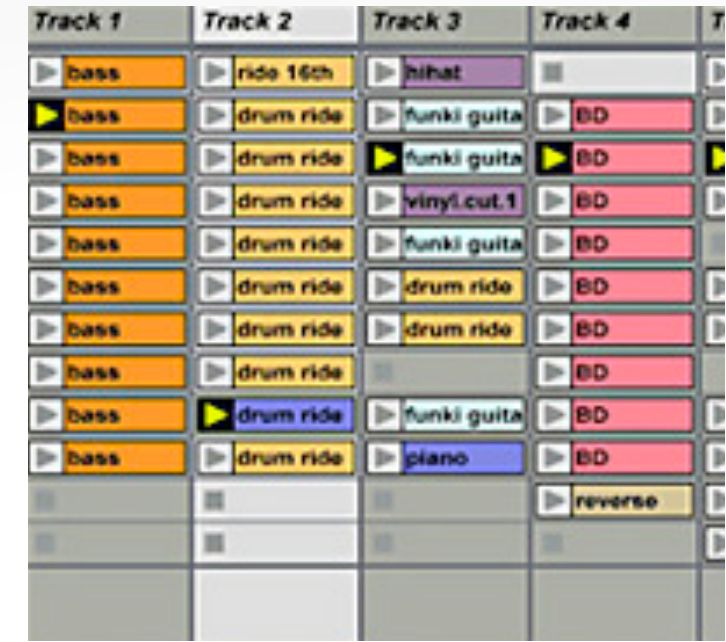 Track 1 Track 2 Track 3 Track 4
bass ride 16th hihat
bass drum ride funki guita BD
bass drum ride funki guita BD
bass drum ride vinyl.cut.1 BD
bass drum ride funki guita BD
bass drum ride drum ride BD
bass drum ride drum ride BD
bass drum ride BD
bass drum ride funki guita BD
bass drum ride piano BD
reverse